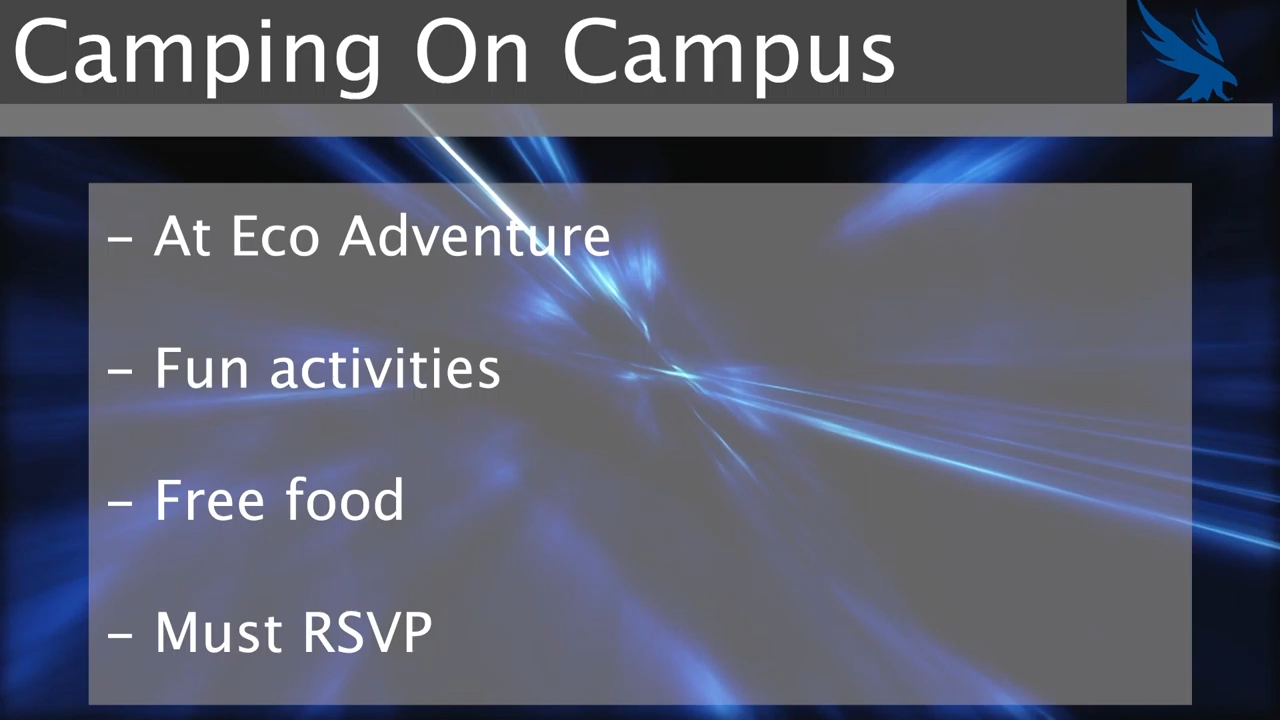 Camping On Campus
– At Eco Adventure
– Fun activities
– Free food
– Must RSVP